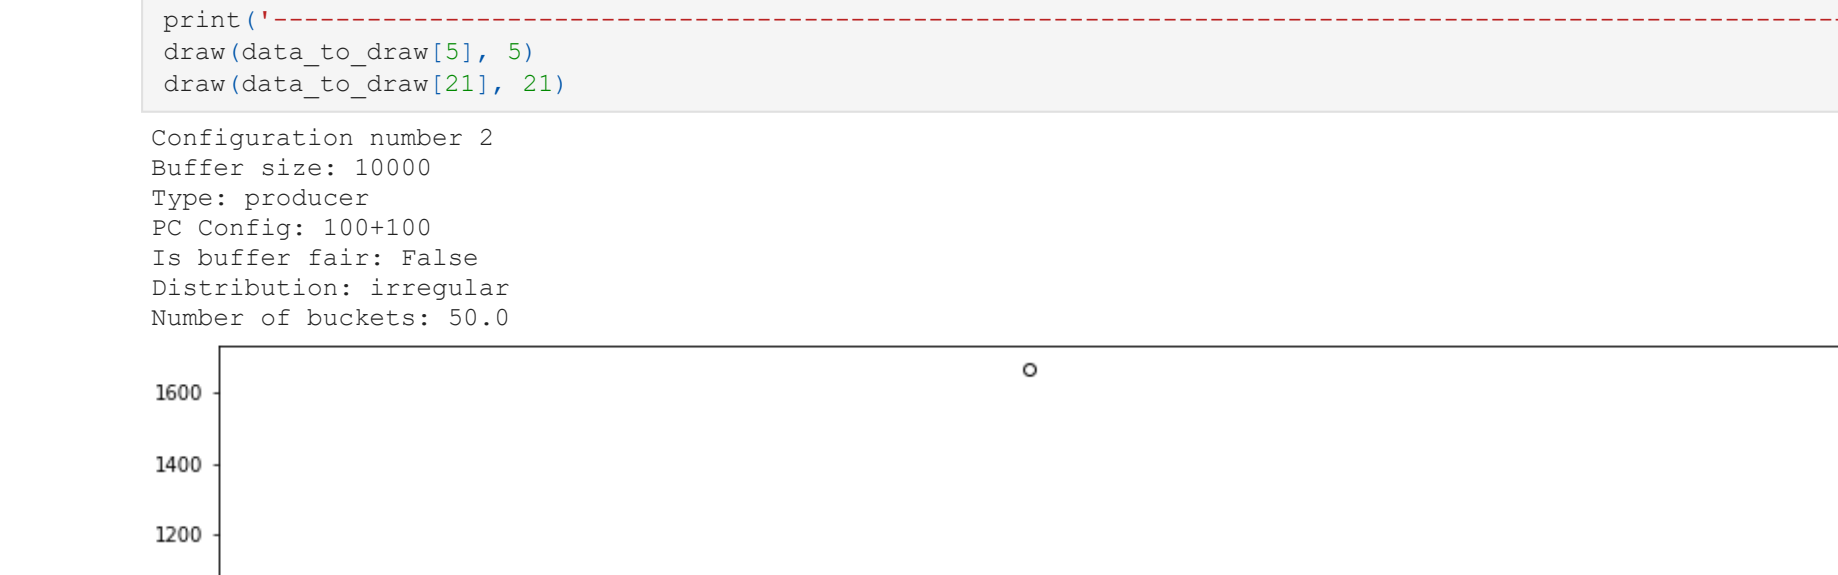 print('----------------------------------------------------------------------------------------------------
draw(data_to_draw[5], 5)
draw(data_to_draw[21], 21)
Configuration number 2
Buffer size: 10000
Type: producer
PC Config: 100+100
Is buffer fair: False
Distribution: irregular
Number of buckets: 50.0
1600
1400
1200